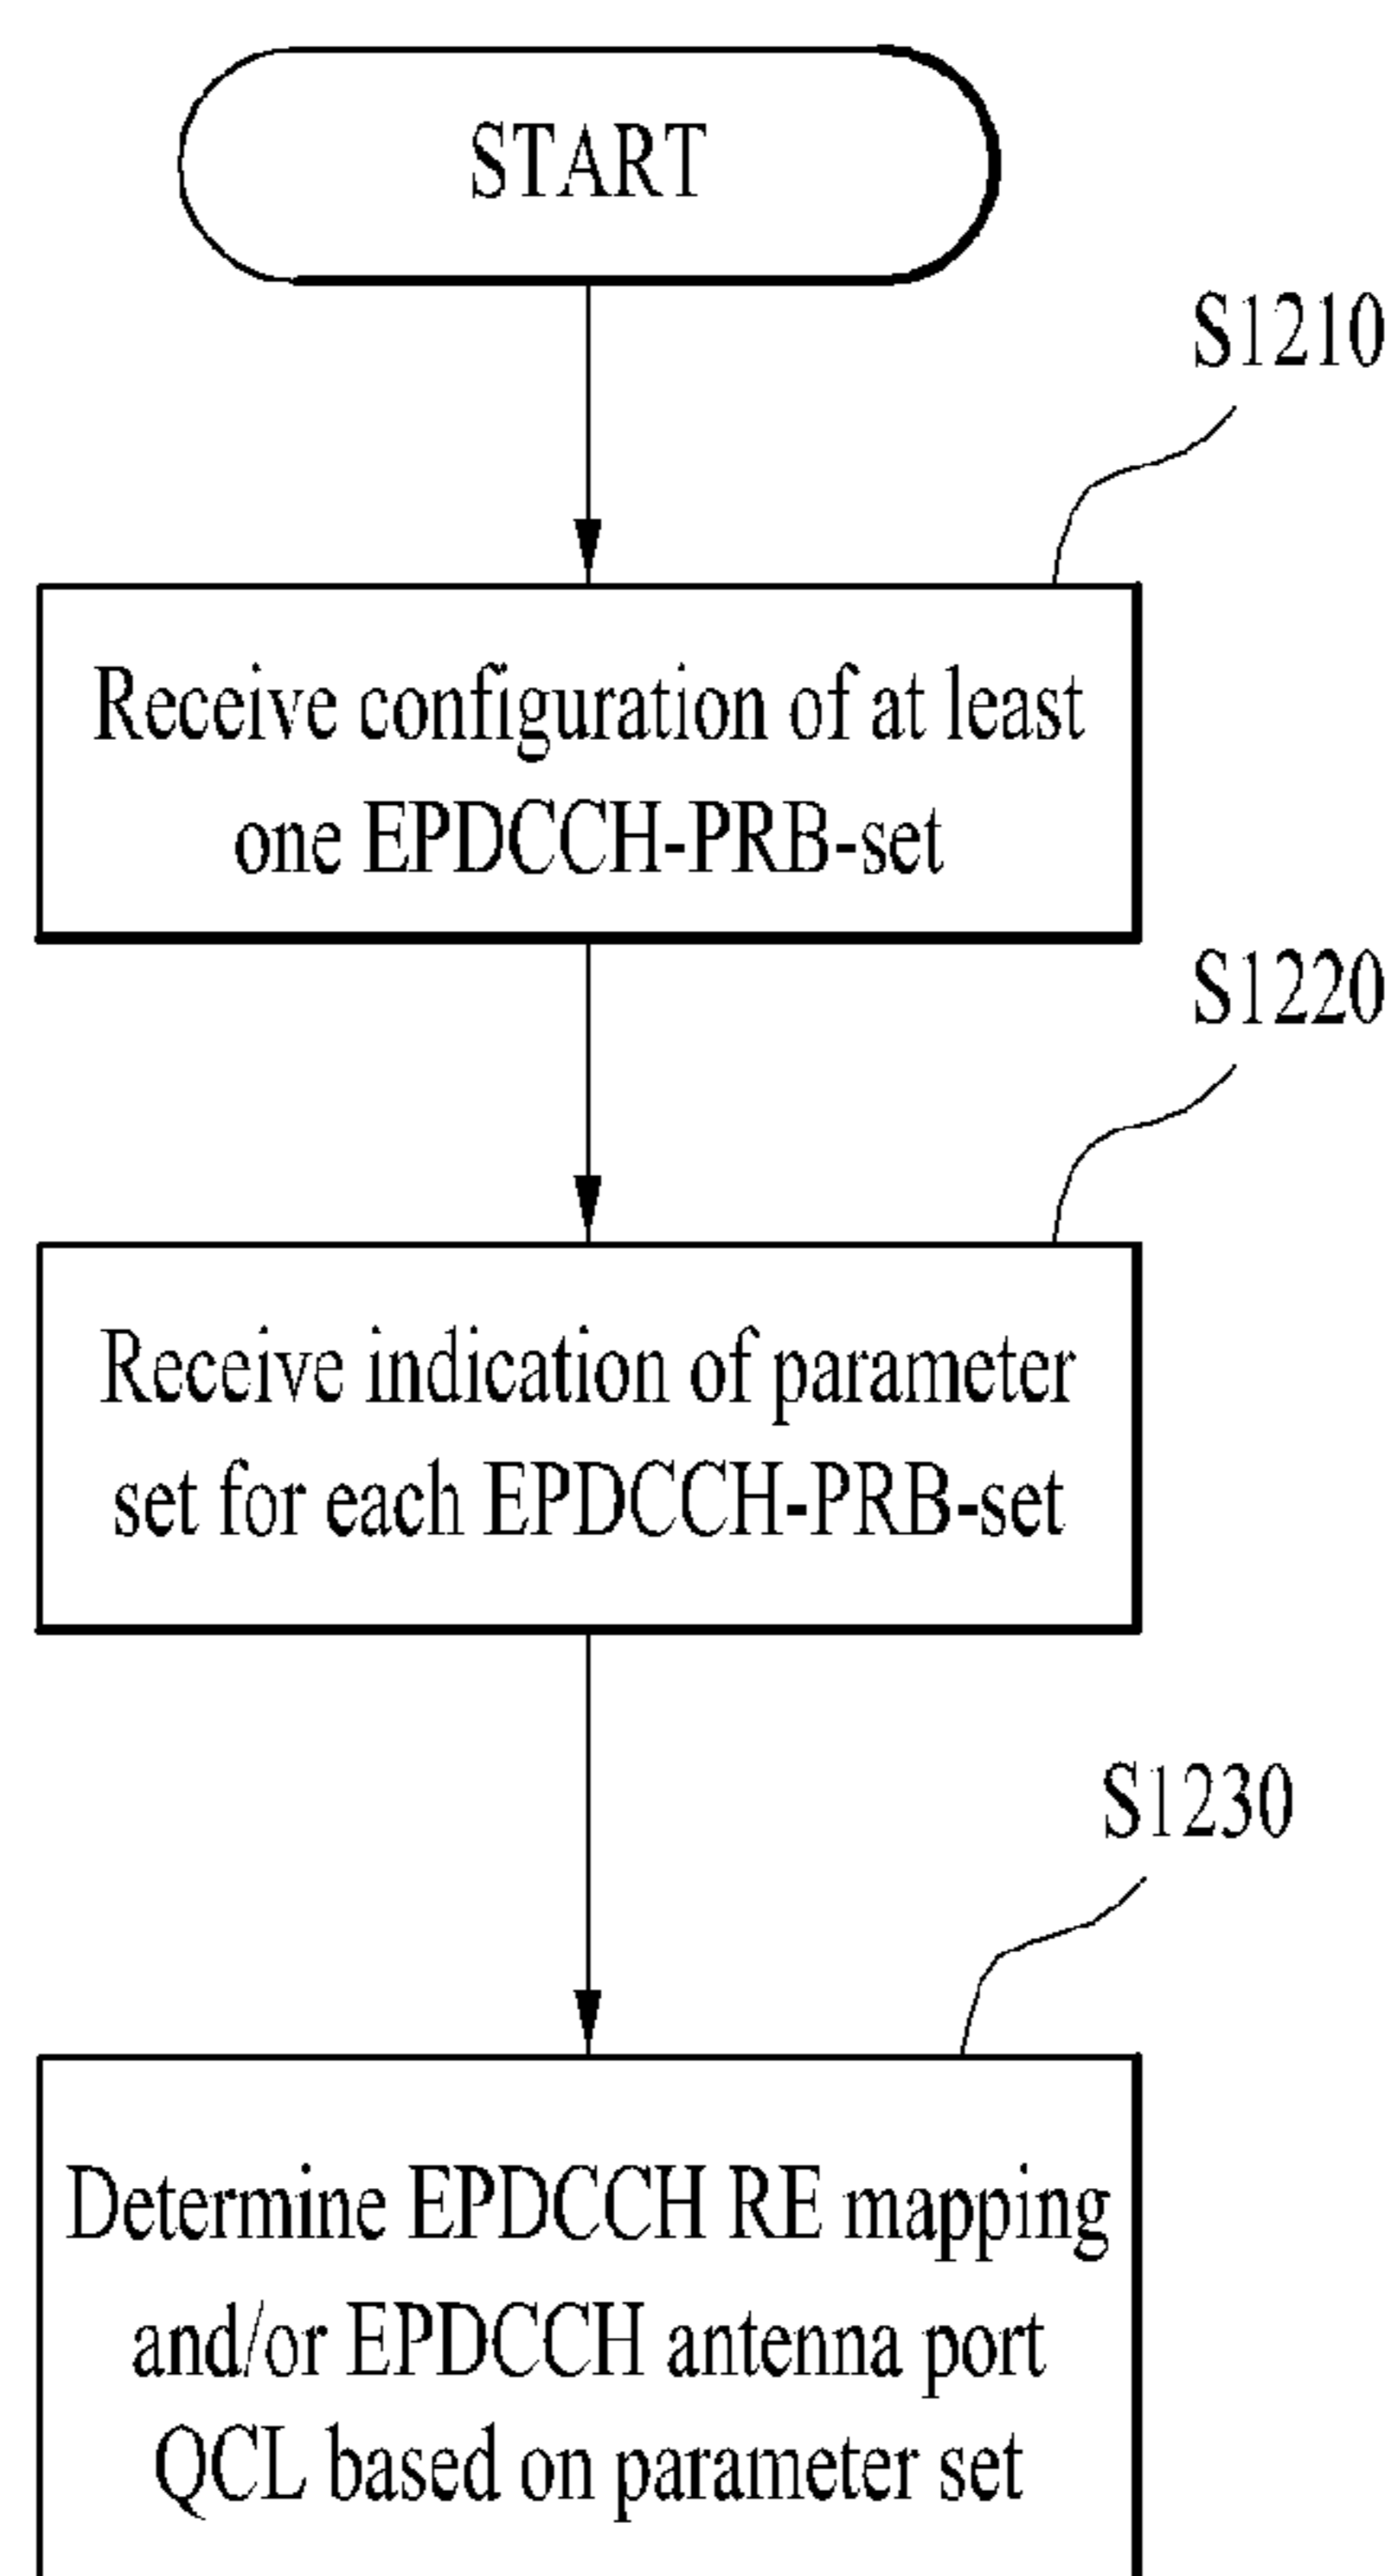 START
S1210
Receive configuration of at least
one EPDCCH-PRB-set
S1220
Receive indication of parameter
set for each EPDCCH-PRB-set
S1230
Determine EPDCCH RE mapping
and/or EPDCCH antenna port
QCL based on parameter set